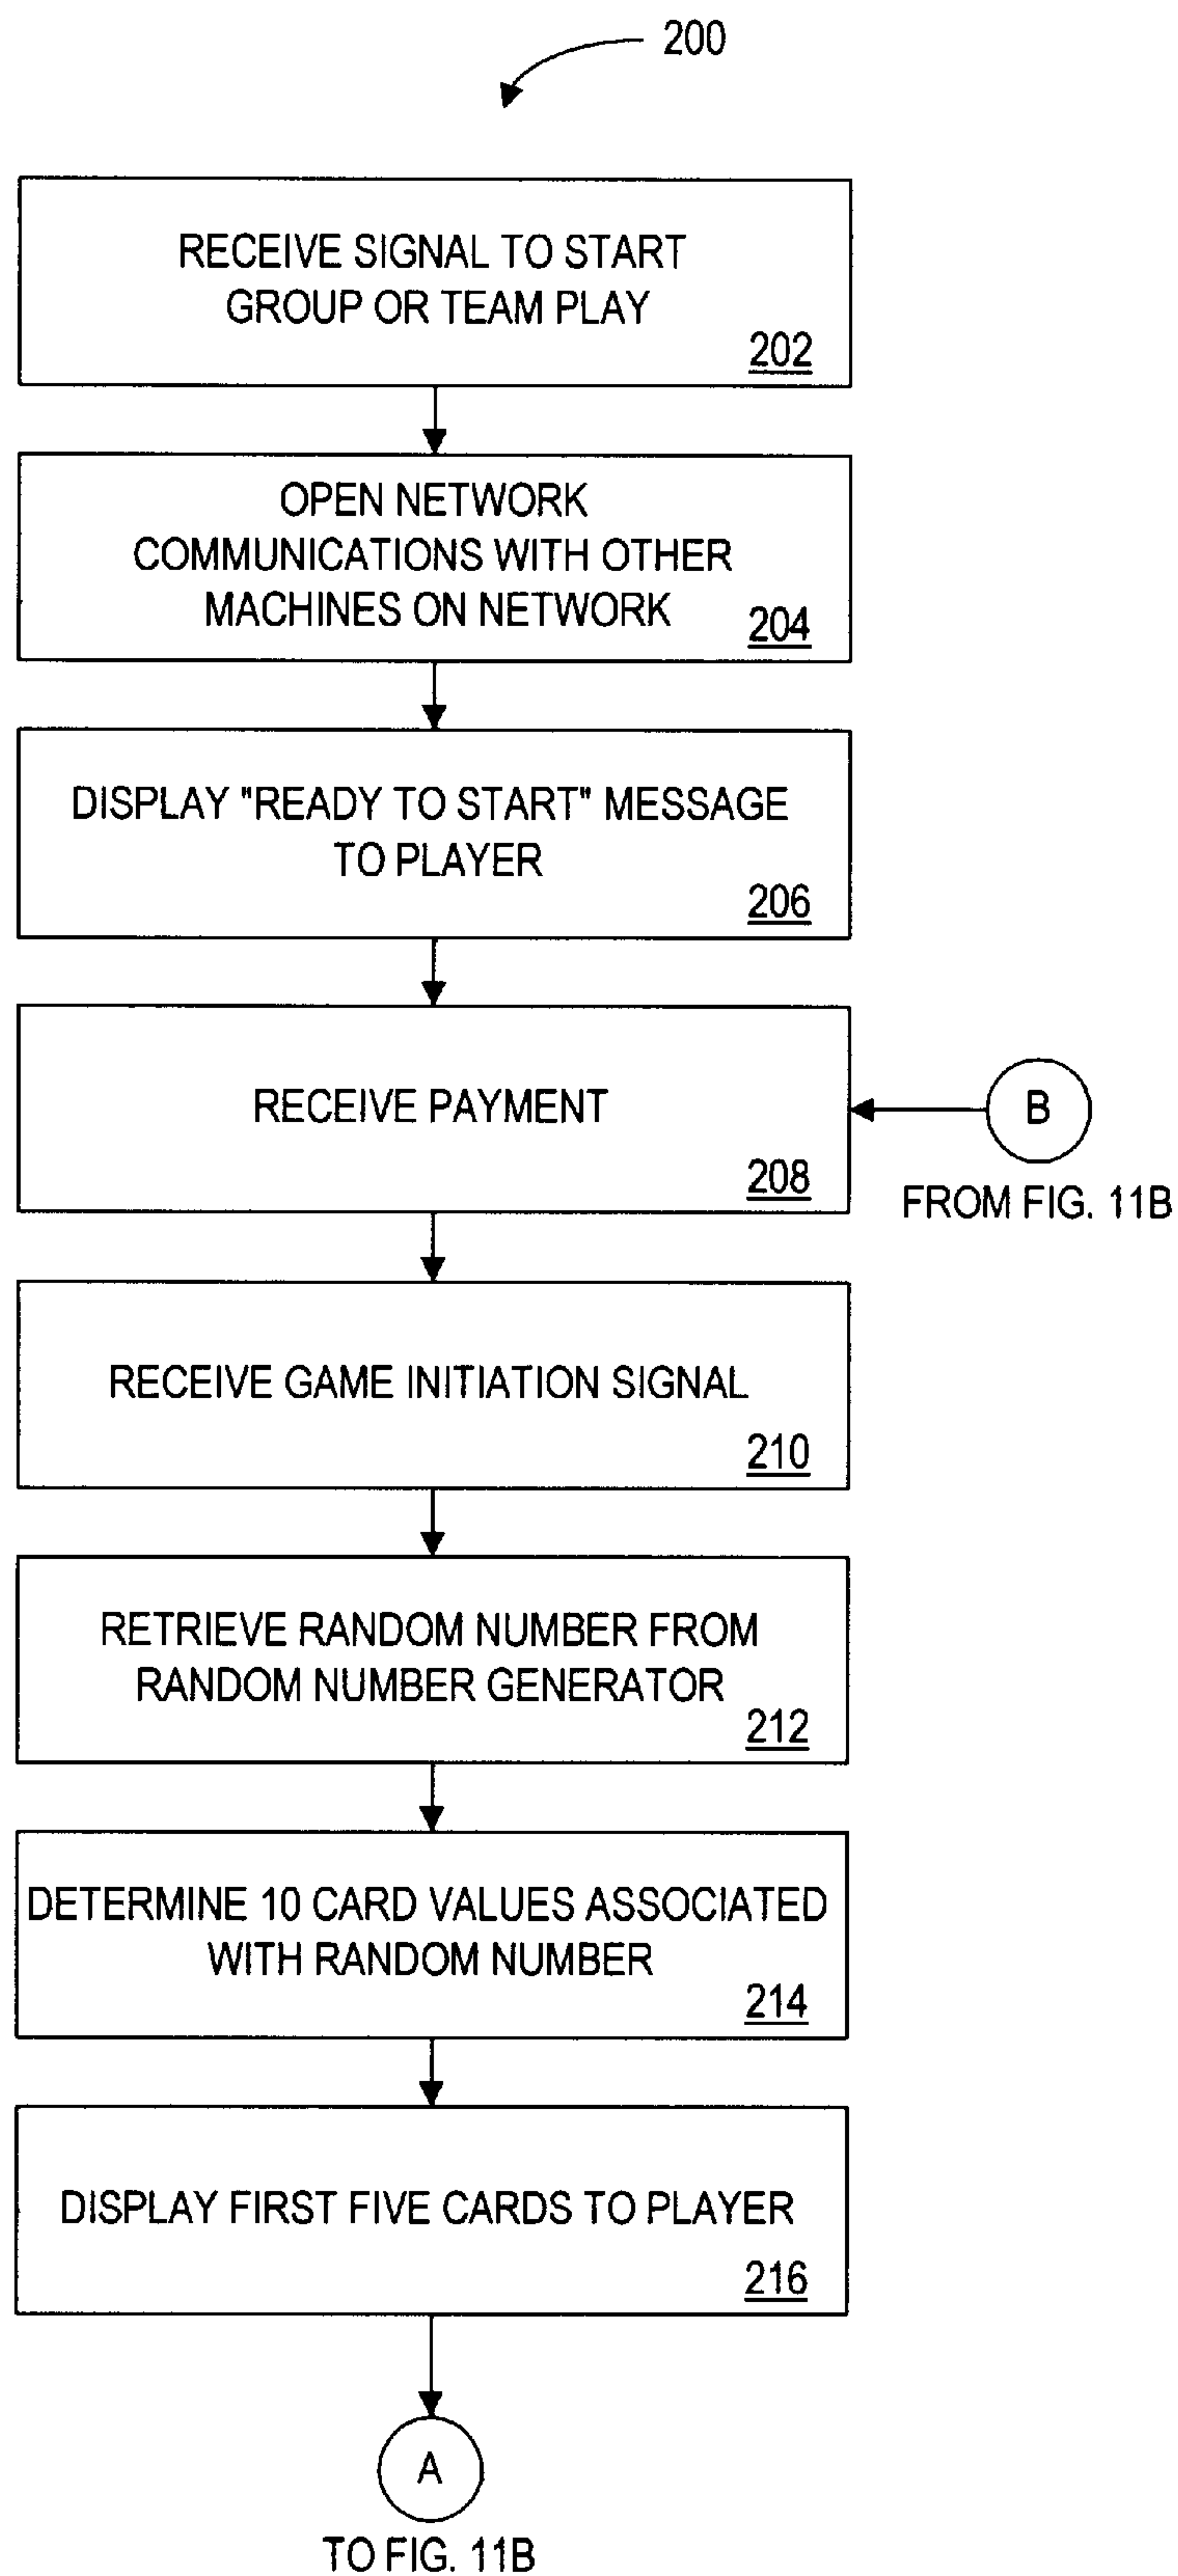 200
RECEIVE SIGNAL TO START
GROUP OR TEAM PLAY
202
OPEN NETWORK
COMMUNICATIONS WITH OTHER
MACHINES ON NETWORK
204
DISPLAY "READY TO START" MESSAGE
TO PLAYER
206
RECEIVE PAYMENT
208
B
FROM FIG. 11B
RECEIVE GAME INITIATION SIGNAL
210
RETRIEVE RANDOM NUMBER FROM
RANDOM NUMBER GENERATOR
212
DETERMINE 10 CARD VALUES ASSOCIATED
WITH RANDOM NUMBER
214
DISPLAY FIRST FIVE CARDS TO PLAYER
216
A
TO FIG. 11B